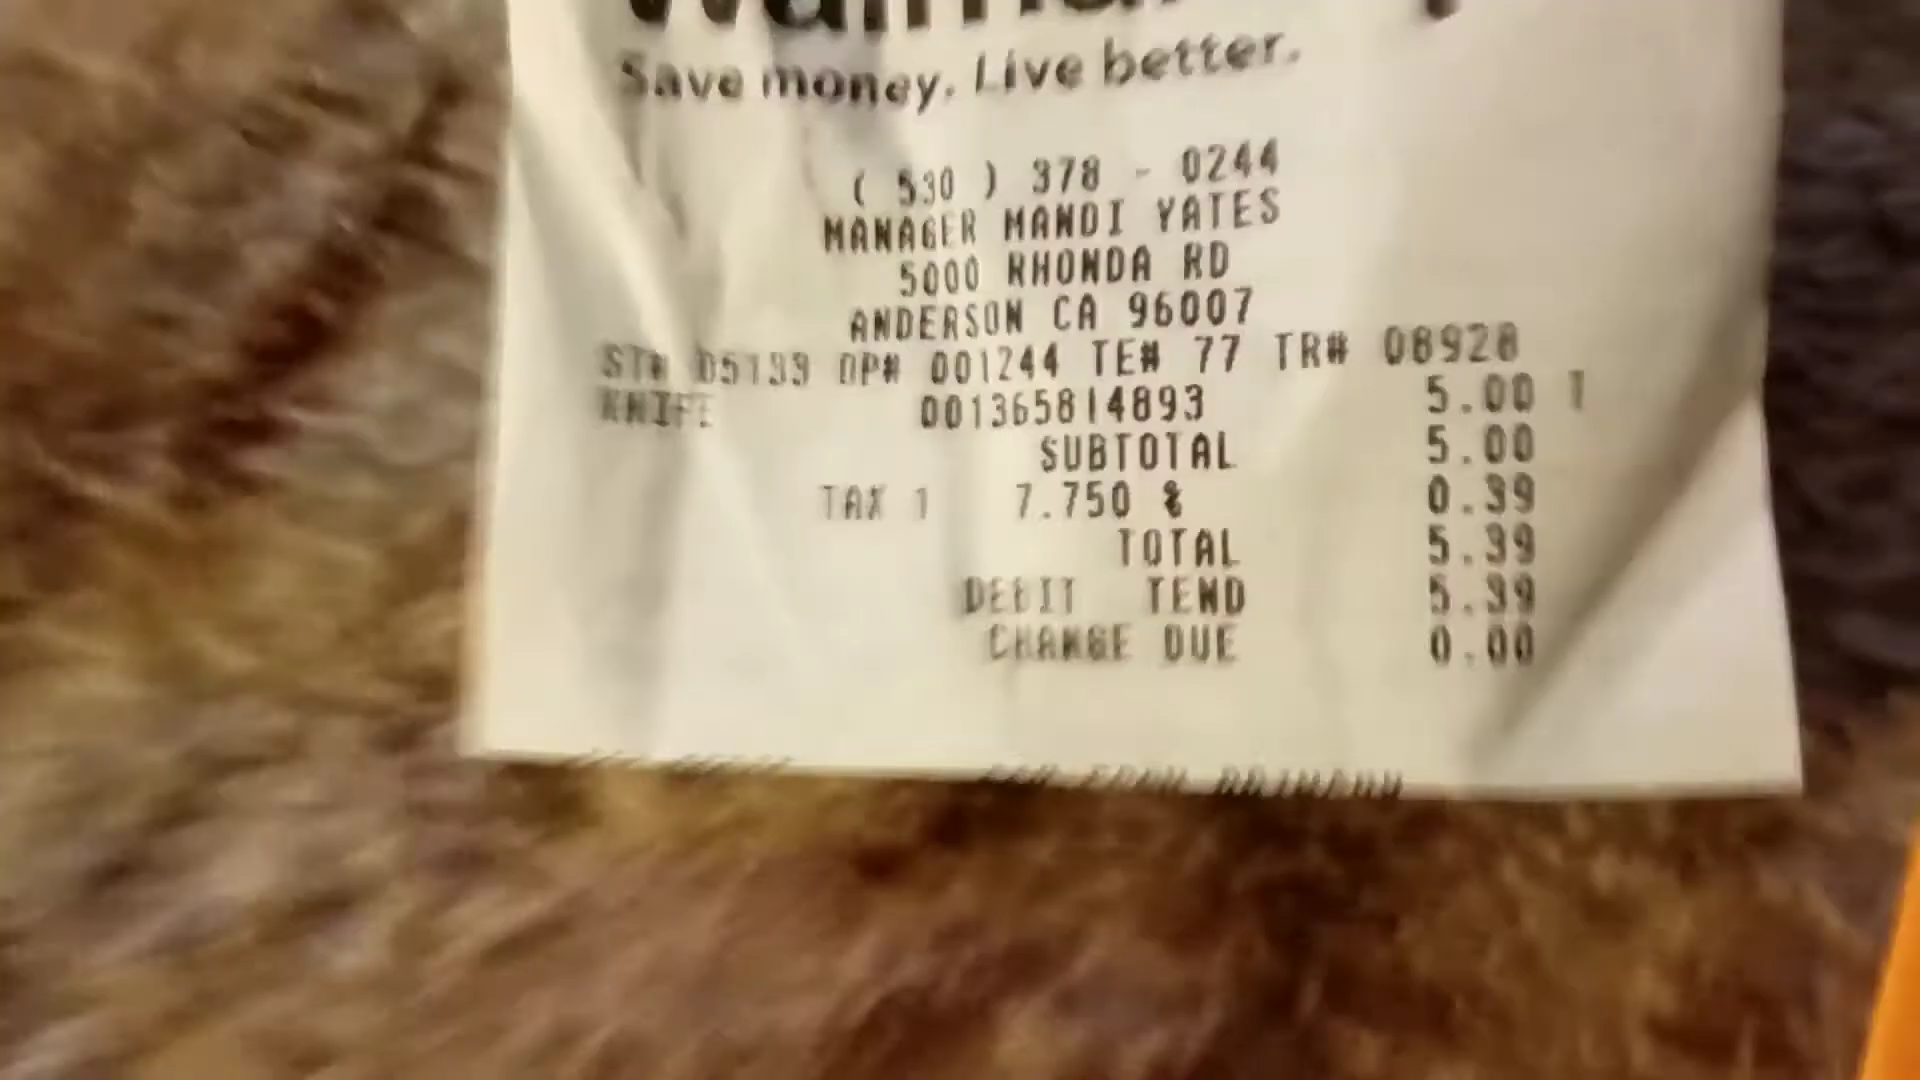 Walmart
Save money. Live better.
( 530 ) 378 - 0244
MANAGER MANDI YATES
5000 RHONDA RD
ANDERSON CA 96007
ST# 05133 OP# 001244 TE# 77 TR# 08928
KNIFE 001365814893 5.00 T
SUBTOTAL 5.00
TAX 1 7.750 % 0.39
TOTAL 5.39
DEBIT TEND 5.39
CHANGE DUE 0.00